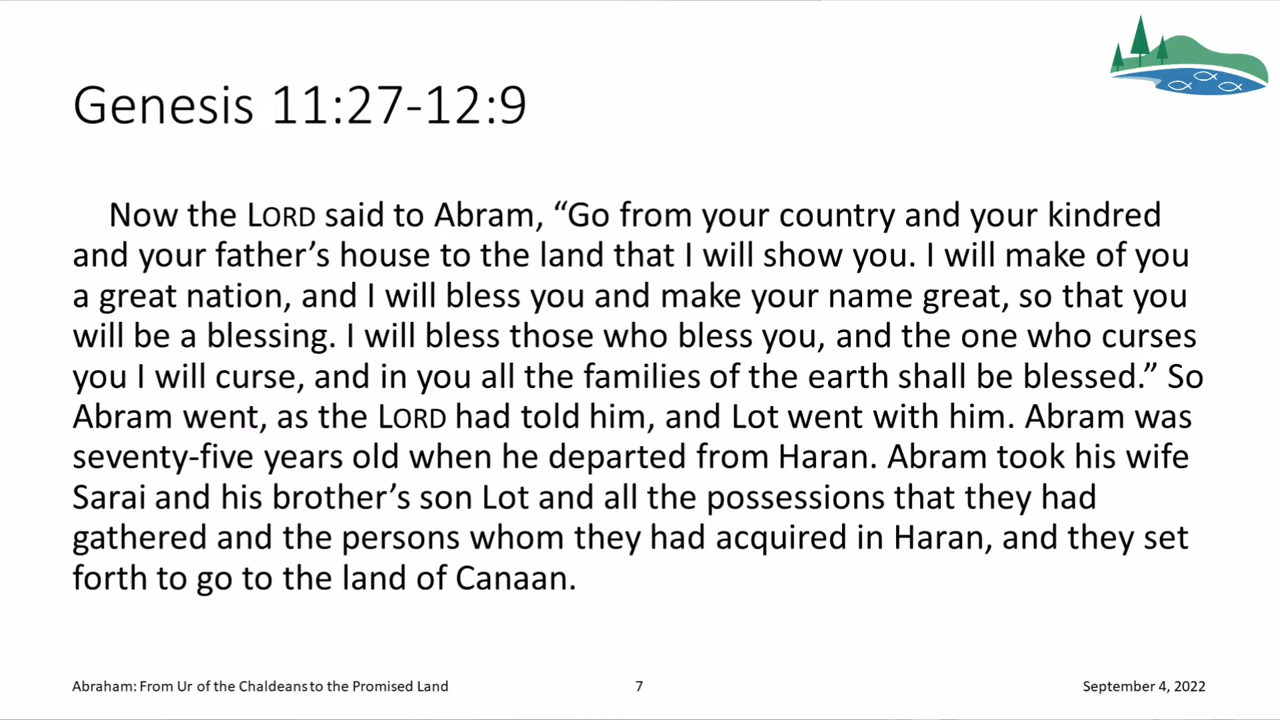 Genesis 11:27-12:9
Now the LORD said to Abram, “Go from your country and your kindred
and your father’s house to the land that I will show you. I will make of you
a great nation, and I will bless you and make your name great, so that you
will be a blessing. I will bless those who bless you, and the one who curses
you I will curse, and in you all the families of the earth shall be blessed.” So
Abram went, as the LORD had told him, and Lot went with him. Abram was
seventy-five years old when he departed from Haran. Abram took his wife
Sarai and his brother’s son Lot and all the possessions that they had
gathered and the persons whom they had acquired in Haran, and they set
forth to go to the land of Canaan.
Abraham: From Ur of the Chaldeans to the Promised Land
7
September 4, 2022